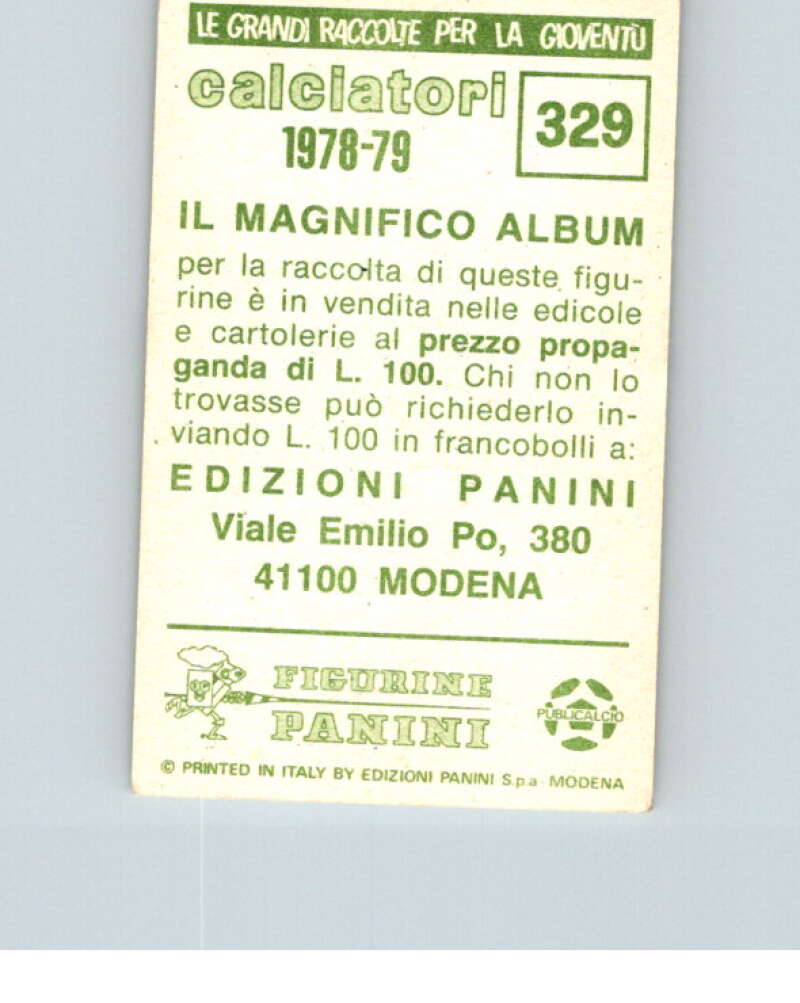 LE GRANDI RACCOLTE PER LA GIOVENTÙ
calciatori
329
1978-79
IL MAGNIFICO ALBUM
per la raccolta di queste figu-
rine è in vendita nelle edicole
e cartolerie al prezzo propa-
ganda di L. 100. Chi non lo
trovasse può richiederlo in-
viando L. 100 in francobolli a:
EDIZIONI PANINI
Viale Emilio Po, 380
41100 MODENA
FIGURINE
PANINI
PUBLICALCIO
© PRINTED IN ITALY BY EDIZIONI PANINI S.p.a - MODENA